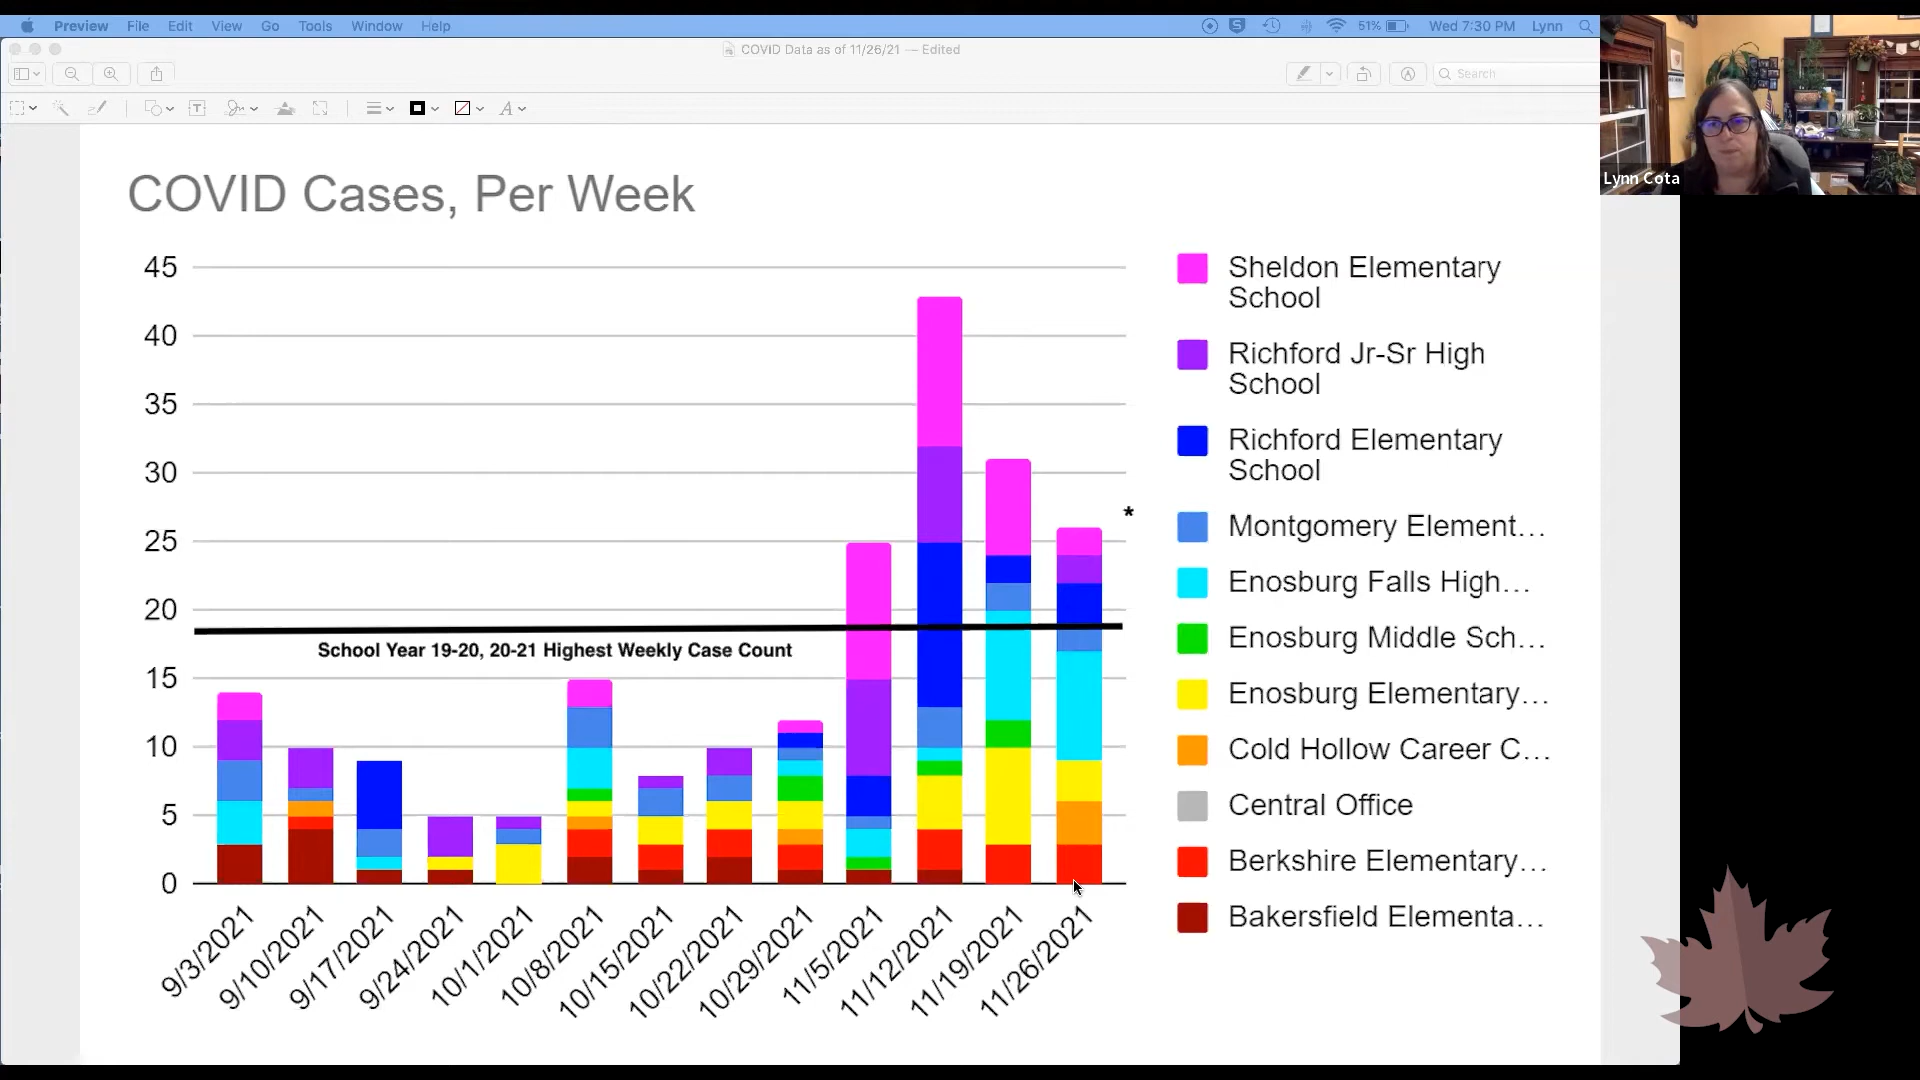 Preview File Edit View Go Tools Window Help 51% Wed 7:30 PM Lynn
COVID Data as of 11/26/21 — Edited
Search
Lynn Cota
COVID Cases, Per Week
45
40
35
30
25
20
15
10
5
0
*
School Year 19-20, 20-21 Highest Weekly Case Count
9/3/2021
9/10/2021
9/17/2021
9/24/2021
10/1/2021
10/8/2021
10/15/2021
10/22/2021
10/29/2021
11/5/2021
11/12/2021
11/19/2021
11/26/2021
Sheldon Elementary
School
Richford Jr-Sr High
School
Richford Elementary
School
Montgomery Element...
Enosburg Falls High...
Enosburg Middle Sch...
Enosburg Elementary...
Cold Hollow Career C...
Central Office
Berkshire Elementary...
Bakersfield Elementa...